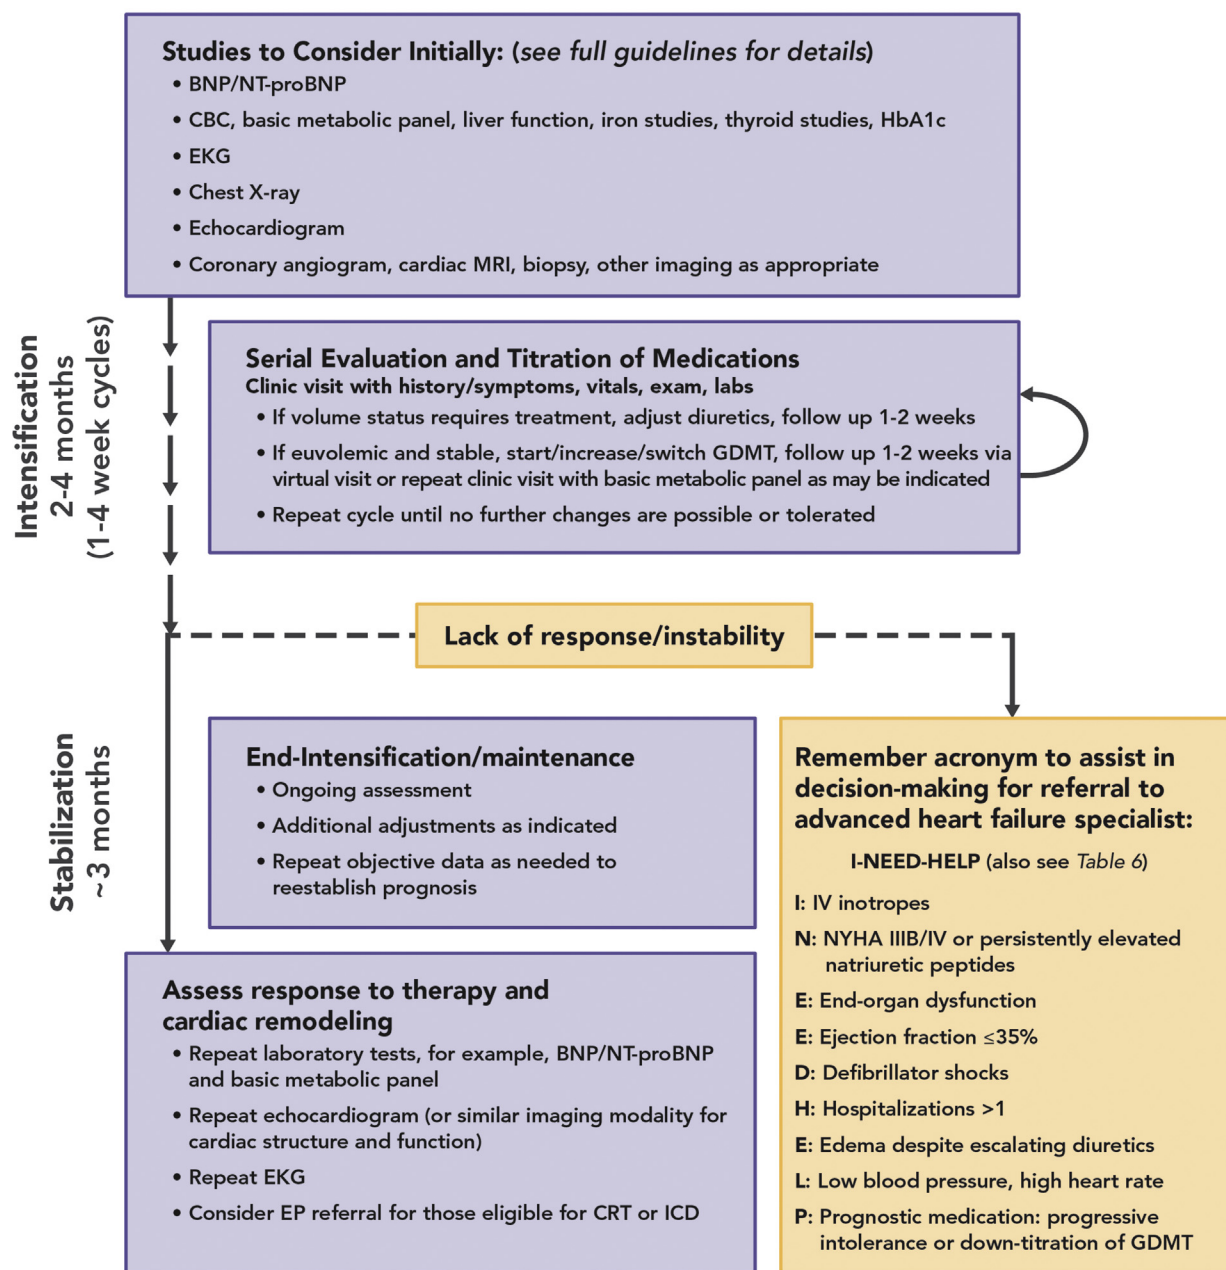 Studies to Consider Initially: (see full guidelines for details)
• BNP/NT-proBNP
• CBC, basic metabolic panel, liver function, iron studies, thyroid studies, HbA1c
• EKG
• Chest X-ray
• Echocardiogram
• Coronary angiogram, cardiac MRI, biopsy, other imaging as appropriate
Intensification
2-4 months
(1-4 week cycles)
Serial Evaluation and Titration of Medications
Clinic visit with history/symptoms, vitals, exam, labs
• If volume status requires treatment, adjust diuretics, follow up 1-2 weeks
• If euvolemic and stable, start/increase/switch GDMT, follow up 1-2 weeks via
virtual visit or repeat clinic visit with basic metabolic panel as may be indicated
• Repeat cycle until no further changes are possible or tolerated
Lack of response/instability
Stabilization
~3 months
End-Intensification/maintenance
• Ongoing assessment
• Additional adjustments as indicated
• Repeat objective data as needed to
reestablish prognosis
Assess response to therapy and
cardiac remodeling
• Repeat laboratory tests, for example, BNP/NT-proBNP
and basic metabolic panel
• Repeat echocardiogram (or similar imaging modality for
cardiac structure and function)
• Repeat EKG
• Consider EP referral for those eligible for CRT or ICD
Remember acronym to assist in
decision-making for referral to
advanced heart failure specialist:
I-NEED-HELP (also see Table 6)
I: IV inotropes
N: NYHA IIIB/IV or persistently elevated
natriuretic peptides
E: End-organ dysfunction
E: Ejection fraction ≤35%
D: Defibrillator shocks
H: Hospitalizations >1
E: Edema despite escalating diuretics
L: Low blood pressure, high heart rate
P: Prognostic medication: progressive
intolerance or down-titration of GDMT